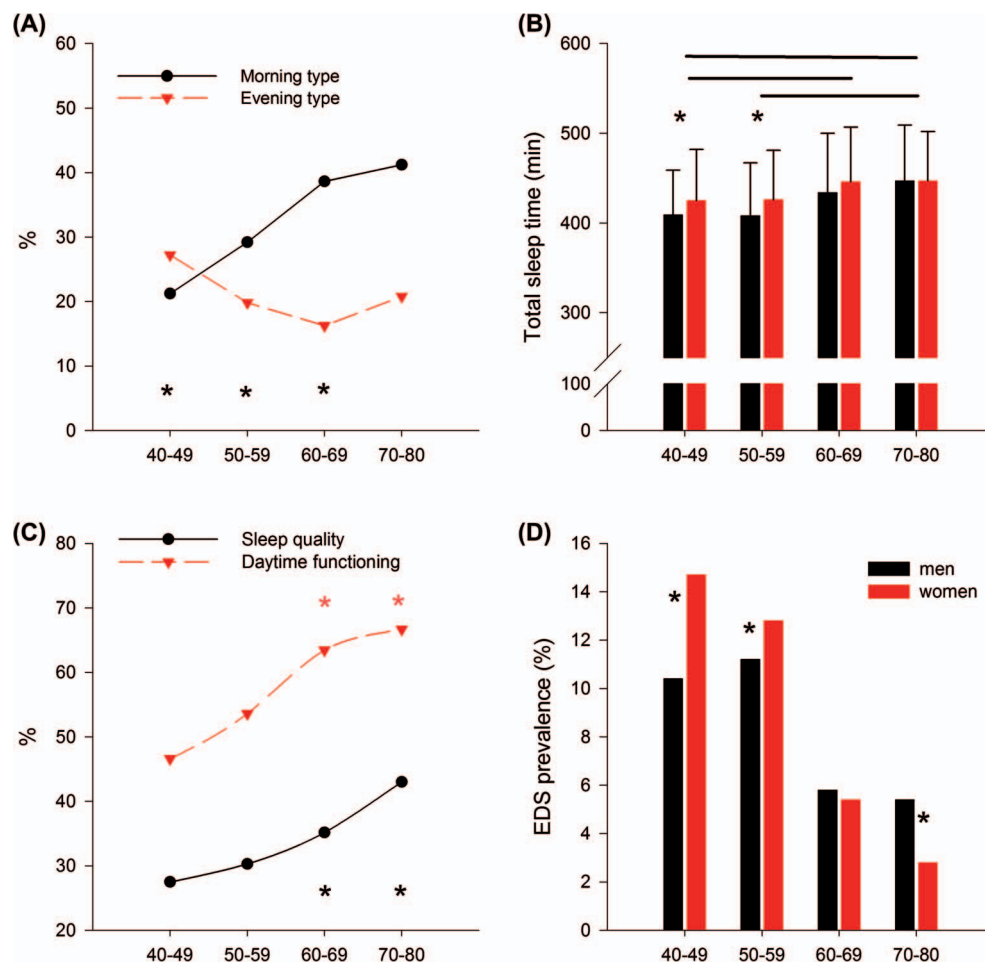 (A)
60
50
40
30
20
10
0
%
Morning type
Evening type
* * *
40-49 50-59 60-69 70-80
(B)
600
500
400
300
100
0
Total sleep time (min)
* *
40-49 50-59 60-69 70-80
(C)
80
70
60
50
40
30
20
%
Sleep quality
Daytime functioning
* *
* *
40-49 50-59 60-69 70-80
(D)
16
14
12
10
8
6
4
2
0
EDS prevalence (%)
men
women
* * *
40-49 50-59 60-69 70-80